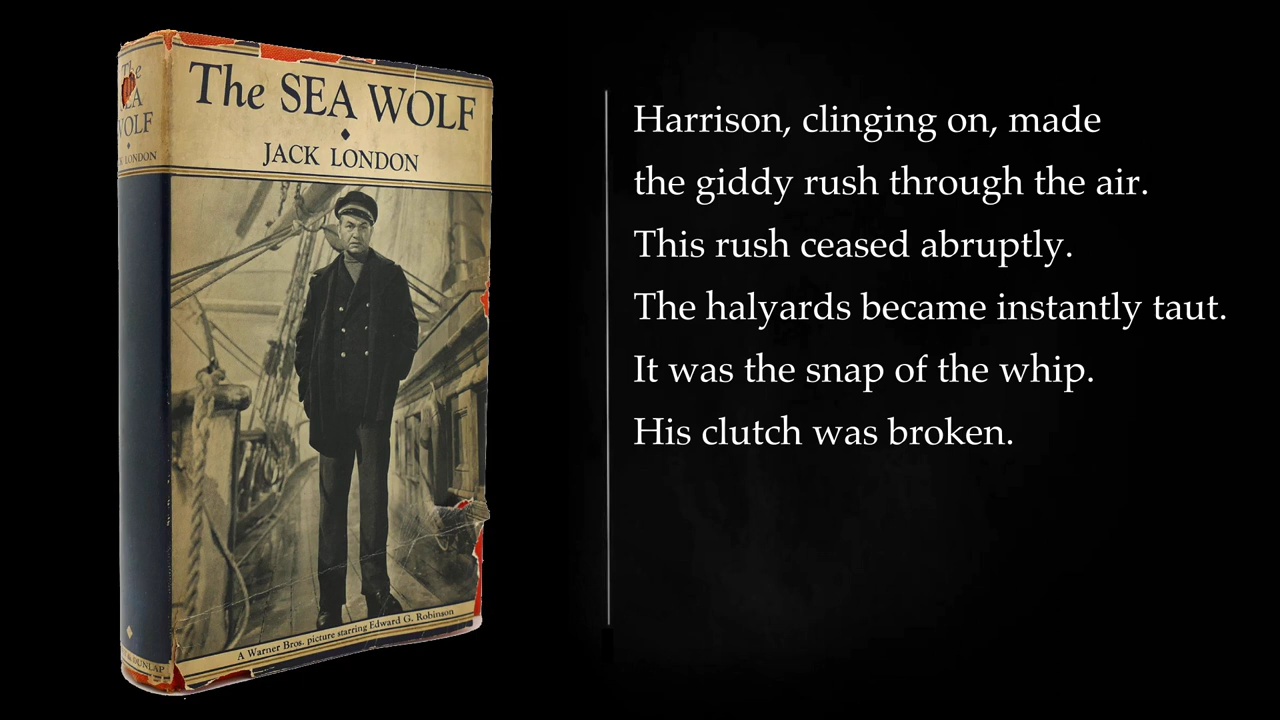 The
SEA
WOLF
LONDON
DUNLAP
The SEA WOLF
JACK LONDON
A Warner Bros. picture starring Edward G. Robinson
Harrison, clinging on, made
the giddy rush through the air.
This rush ceased abruptly.
The halyards became instantly taut.
It was the snap of the whip.
His clutch was broken.